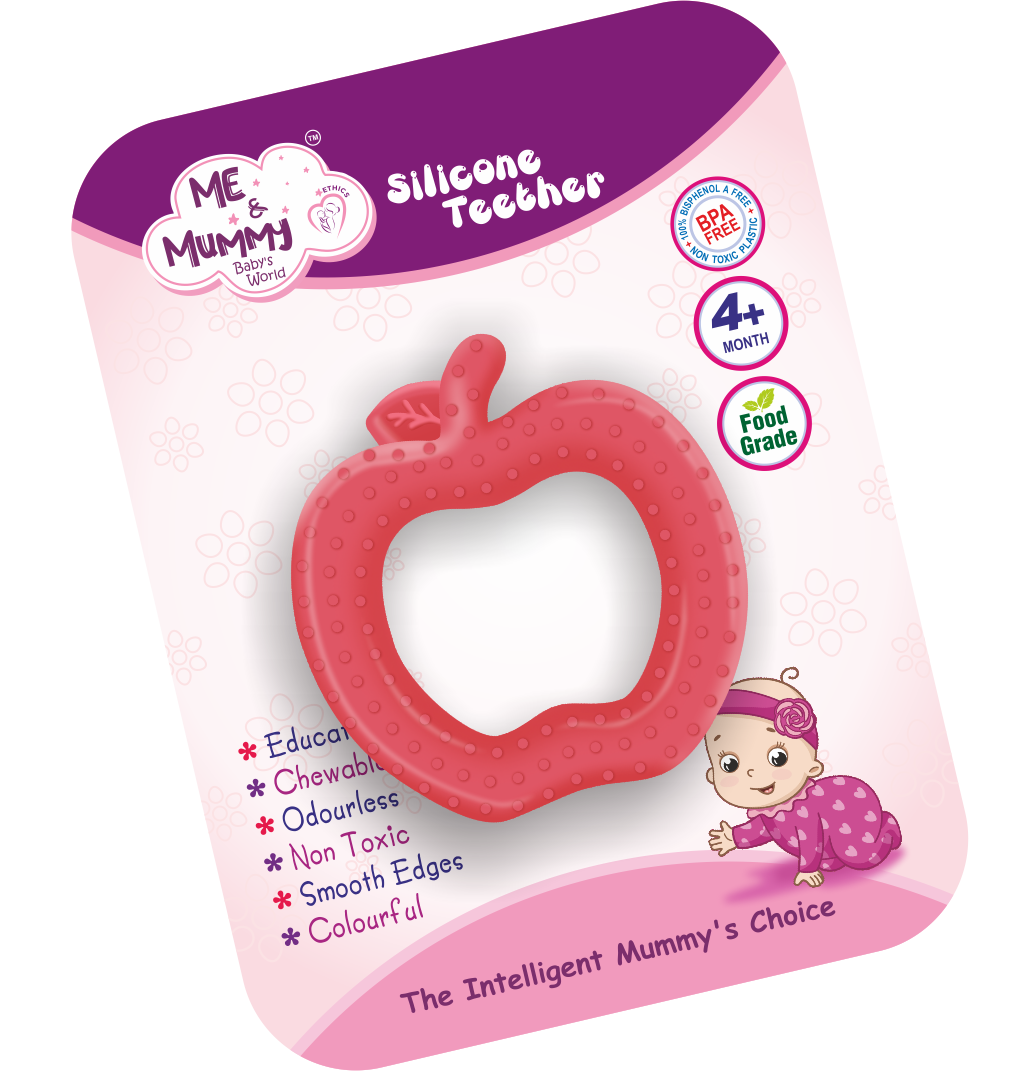 TM
ME
&
Mummy
Baby's
World
ETHICS
Silicone
Teether
100% BISPHENOL A FREE
BPA
FREE
NON TOXIC PLASTIC
4+
MONTH
Food
Grade
Chewable
Odourless
Non Toxic
Smooth Edges
Colourful
The Intelligent Mummy's Choice